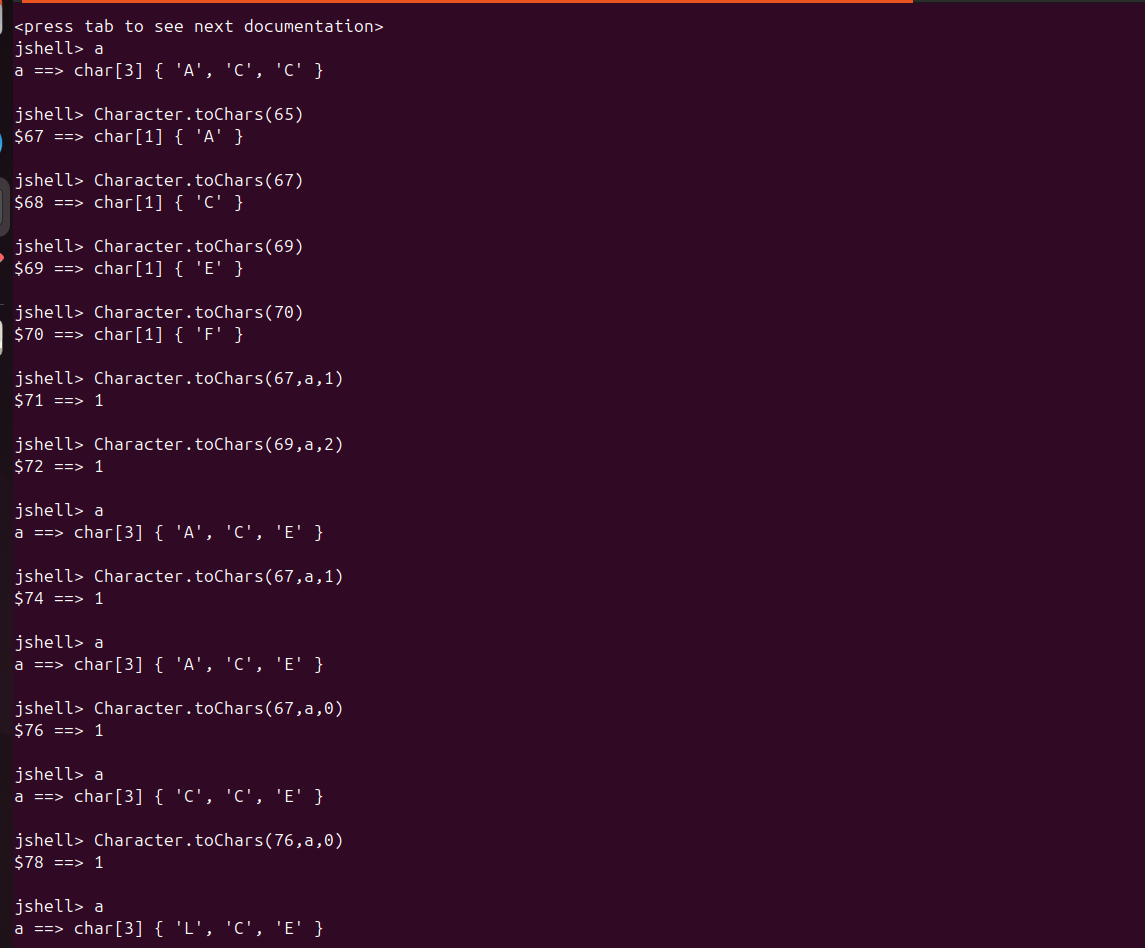 <press tab to see next documentation>
jshell> a
a ==> char[3] { 'A', 'C', 'C' }
jshell> Character.toChars(65)
$67 ==> char[1] { 'A' }
jshell> Character.toChars(67)
$68 ==> char[1] { 'C' }
jshell> Character.toChars(69)
$69 ==> char[1] { 'E' }
jshell> Character.toChars(70)
$70 ==> char[1] { 'F' }
jshell> Character.toChars(67,a,1)
$71 ==> 1
jshell> Character.toChars(69,a,2)
$72 ==> 1
jshell> a
a ==> char[3] { 'A', 'C', 'E' }
jshell> Character.toChars(67,a,1)
$74 ==> 1
jshell> a
a ==> char[3] { 'A', 'C', 'E' }
jshell> Character.toChars(67,a,0)
$76 ==> 1
jshell> a
a ==> char[3] { 'C', 'C', 'E' }
jshell> Character.toChars(76,a,0)
$78 ==> 1
jshell> a
a ==> char[3] { 'L', 'C', 'E' }